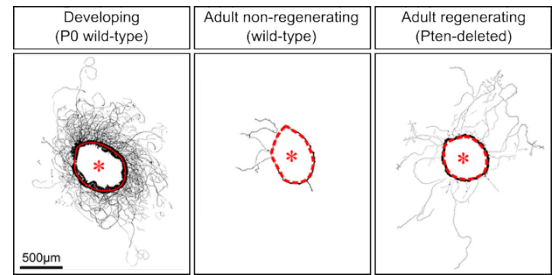 Developing
(P0 wild-type)
Adult non-regenerating
(wild-type)
Adult regenerating
(Pten-deleted)
*
*
*
500µm